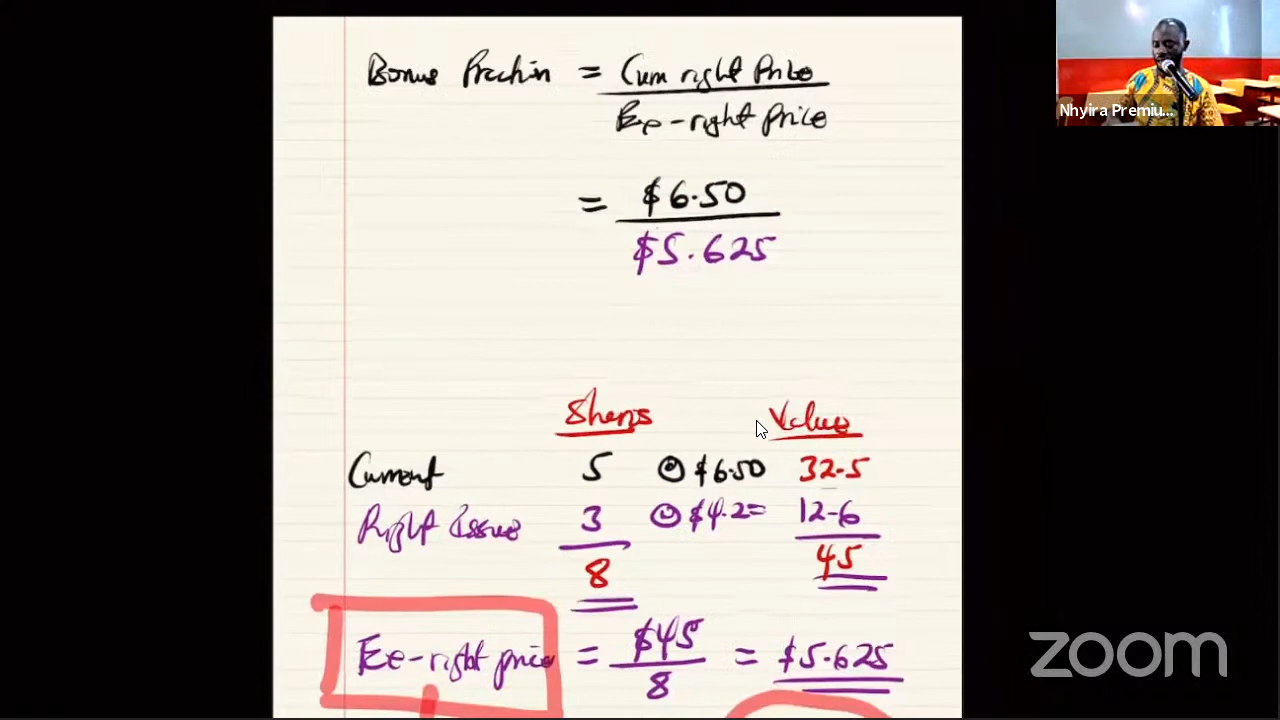 Bonus Fraction = Cum right Price
Ex-right price
= $6.50
$5.625
Shares Value
Current 5 @ $6.50 32.5
Right Issue 3 @ $4.2= 12.6
8 45
Ex-right price = $45 = $5.625
8
Nhyira Premiu...
zoom